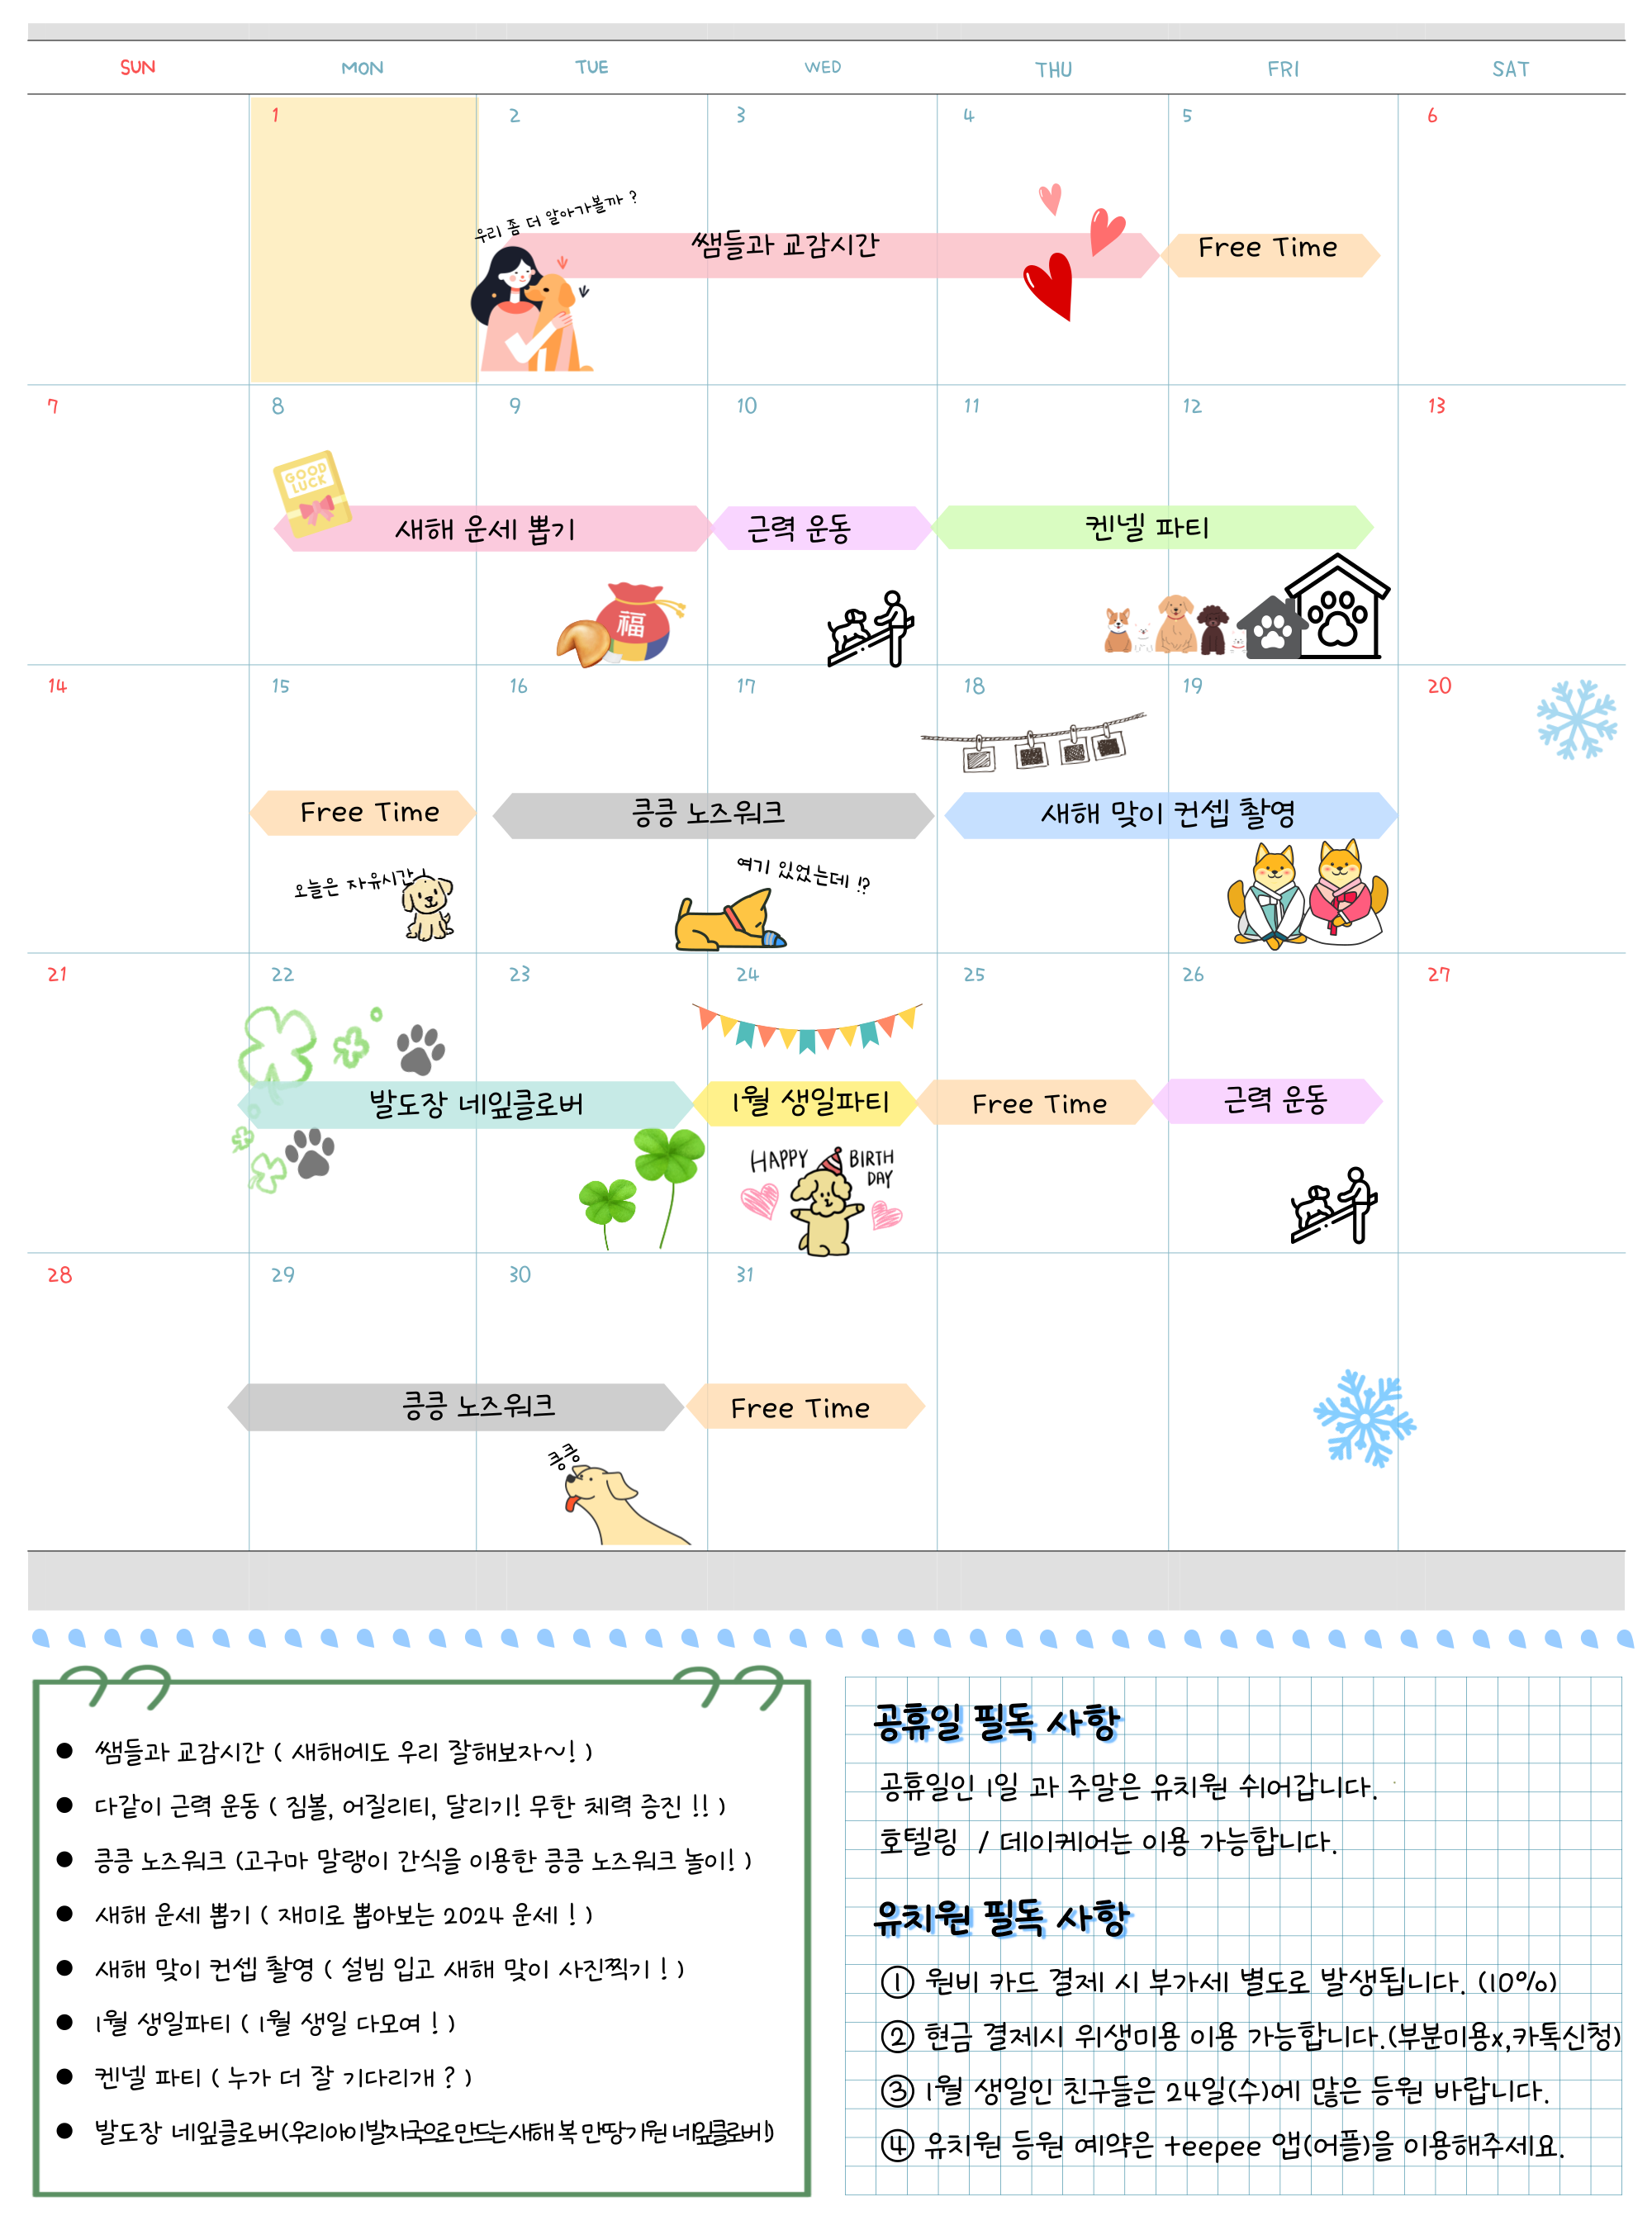 SUN MON TUE WED THU FRI SAT
1 2 3 4 5 6
우리 좀 더 알아가볼까 ?
쌤들과 교감시간 Free Time
7 8 9 10 11 12 13
GOOD
LUCK
새해 운세 뽑기 근력 운동 켄넬 파티
福
14 15 16 17 18 19 20
Free Time 킁킁 노즈워크 새해 맞이 컨셉 촬영
오늘은 자유시간 !
여기 있었는데 !?
21 22 23 24 25 26 27
발도장 네잎클로버 1월 생일파티 Free Time 근력 운동
HAPPY BIRTH
DAY
28 29 30 31
킁킁 노즈워크 Free Time
킁킁
● 쌤들과 교감시간 ( 새해에도 우리 잘해보자~! )
● 다같이 근력 운동 ( 짐볼, 어질리티, 달리기! 무한 체력 증진 !! )
● 킁킁 노즈워크 (고구마 말랭이 간식을 이용한 킁킁 노즈워크 놀이! )
● 새해 운세 뽑기 ( 재미로 뽑아보는 2024 운세 ! )
● 새해 맞이 컨셉 촬영 ( 설빔 입고 새해 맞이 사진찍기 ! )
● 1월 생일파티 ( 1월 생일 다모여 ! )
● 켄넬 파티 ( 누가 더 잘 기다리개 ? )
● 발도장 네잎클로버(우리아이 발자국으로 만드는 새해 복 만땅 기원 네잎클로버!)
공휴일 필독 사항
공휴일인 1일 과 주말은 유치원 쉬어갑니다.
호텔링 / 데이케어는 이용 가능합니다.
유치원 필독 사항
① 원비 카드 결제 시 부가세 별도로 발생됩니다. (10%)
② 현금 결제시 위생미용 이용 가능합니다.(부분미용x,카톡신청)
③ 1월 생일인 친구들은 24일(수)에 많은 등원 바랍니다.
④ 유치원 등원 예약은 teepee 앱(어플)을 이용해주세요.